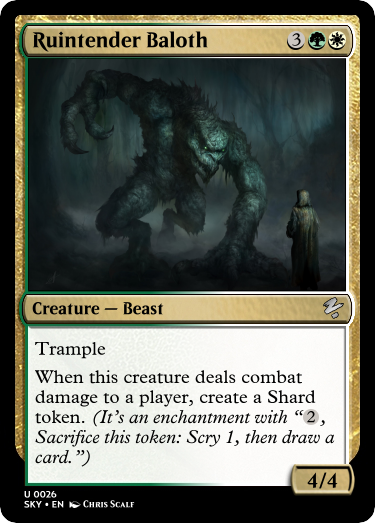 Ruintender Baloth 3
Creature — Beast
Trample
When this creature deals combat
damage to a player, create a Shard
token. (It's an enchantment with “2,
Sacrifice this token: Scry 1, then draw a
card.”)
4/4
U 0026
SKY • EN Chris Scalf